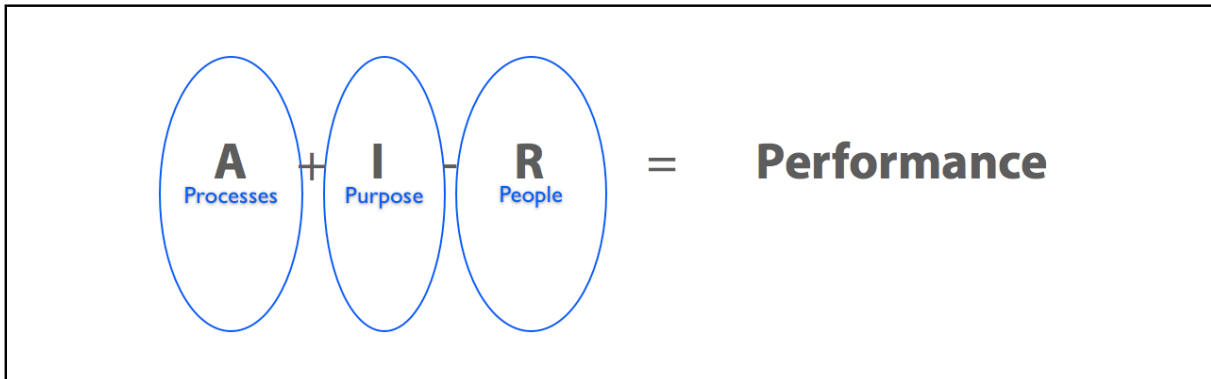 A + I - R = Performance
Processes Purpose People